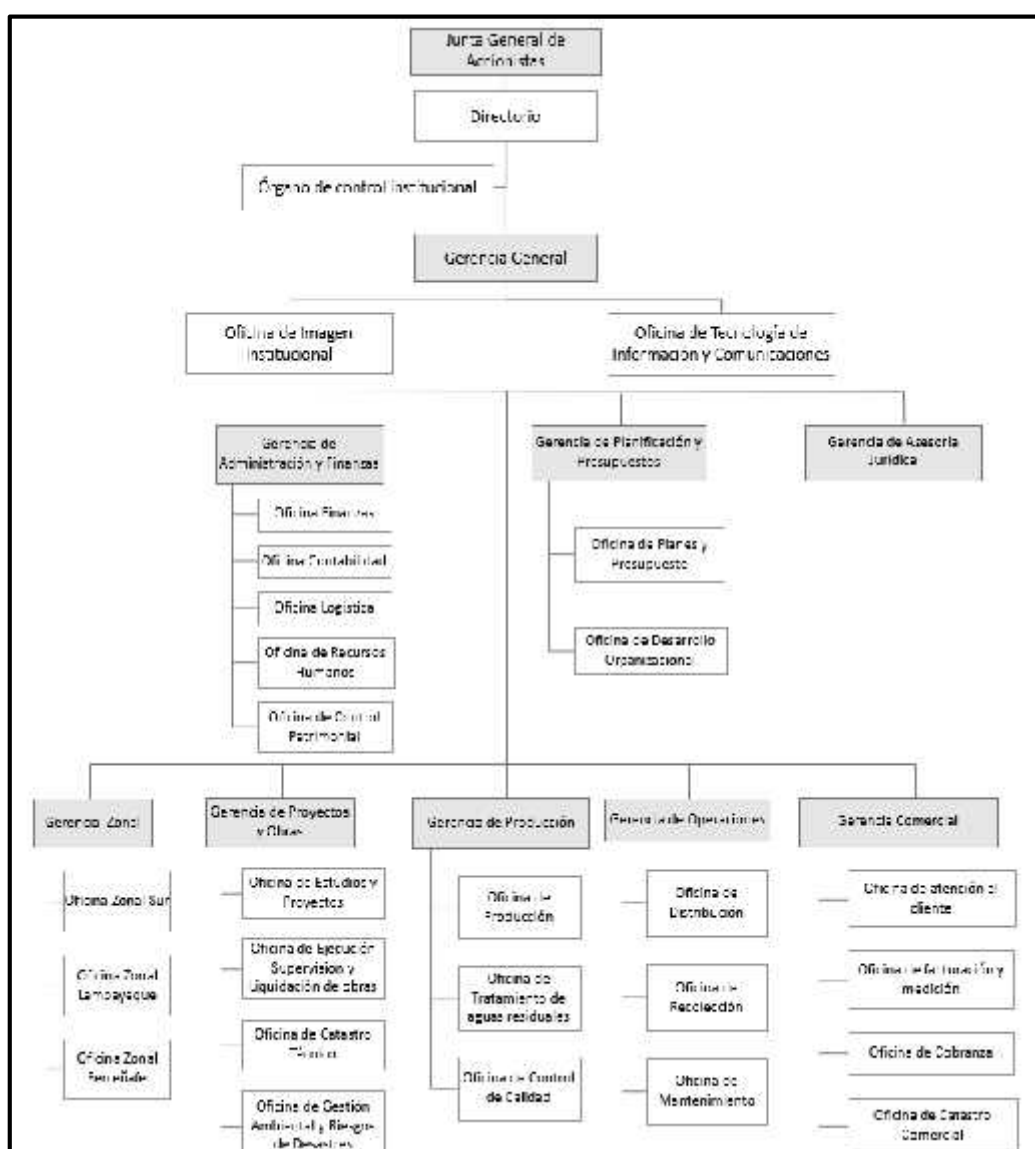 Junta General de
Accionistas
Directorio
Órgano de control institucional
Gerencia General
Oficina de Imagen
Institucional
Oficina de Tecnología de
Información y Comunicaciones
Gerencia de
Administración y Finanzas
Gerencia de Planificación y
Presupuestos
Gerencia de Asesoría
Jurídica
Oficina Finanzas
Oficina Contabilidad
Oficina Logística
Oficina de Recursos
Humanos
Oficina de Control
Patrimonial
Oficina de Planes y
Presupuesto
Oficina de Desarrollo
Organizacional
Gerencia Zonal
Oficina Zonal Sur
Oficina Zonal
Lambayeque
Oficina Zonal
Ferreñafe
Gerencia de Proyectos
y Obras
Oficina de Estudios y
Proyectos
Oficina de Ejecución
Supervisión y
Liquidación de obras
Oficina de Catastro
Técnico
Oficina de Gestión
Ambiental y Riesgos
de Desastres
Gerencia de Producción
Oficina de
Producción
Oficina de
Tratamiento de
aguas residuales
Oficina de Control
de Calidad
Gerencia de Operaciones
Oficina de
Distribución
Oficina de
Recolección
Oficina de
Mantenimiento
Gerencia Comercial
Oficina de atención al
cliente
Oficina de facturación y
medición
Oficina de Cobranza
Oficina de Catastro
Comercial